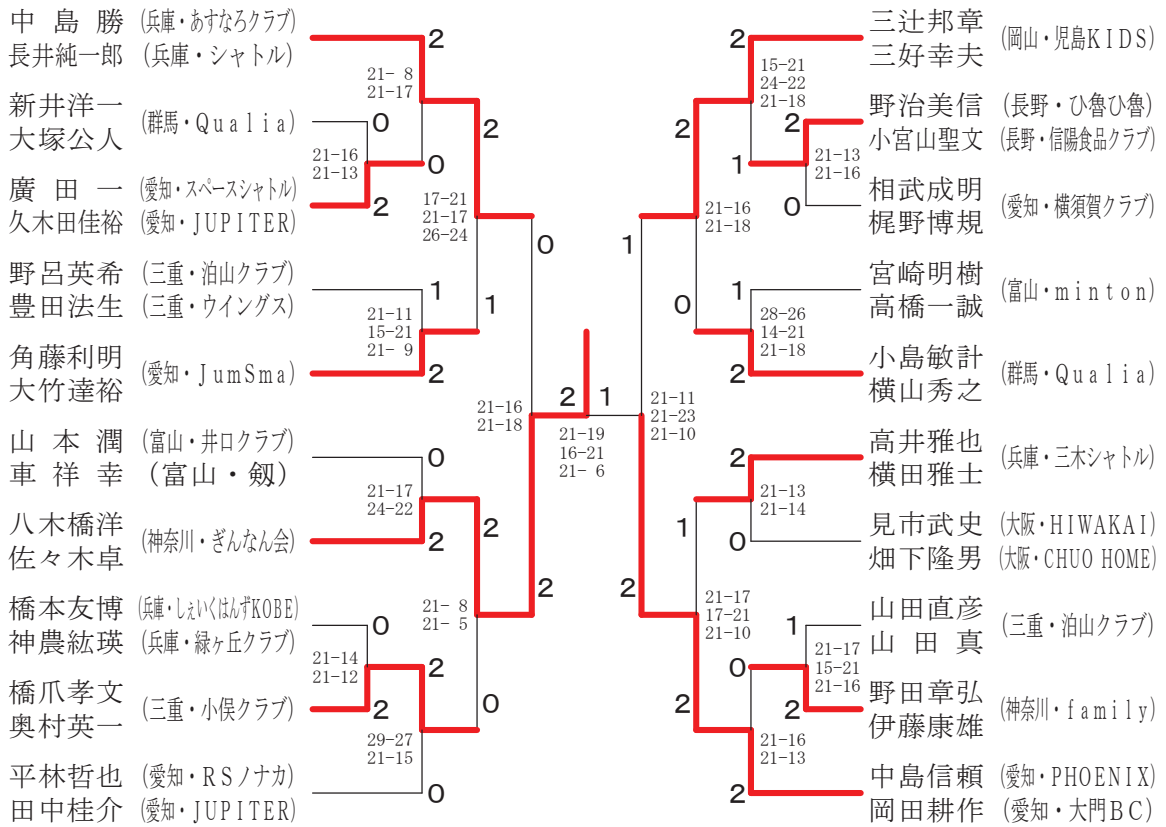 中島勝 (兵庫・あすなろクラブ)
長井純一郎 (兵庫・シャトル)
2
21- 8
21-17
新井洋一
大塚公人
(群馬・Qualia)
0
21-16
21-13
0
廣田一 (愛知・スペースシャトル)
久木田佳裕 (愛知・JUPITER)
2
2
17-21
21-17
26-24
0
野呂英希 (三重・泊山クラブ)
豊田法生 (三重・ウイングス)
1
21-11
15-21
21- 9
1
角藤利明
大竹達裕
(愛知・JumSma)
2
21-16
21-18
山本潤 (富山・井口クラブ)
車祥幸 (富山・剱)
0
21-17
24-22
八木橋洋
佐々木卓
(神奈川・ぎんなん会)
2
2
2
橋本友博 (兵庫・しぇいくはんずKOBE)
神農紘瑛 (兵庫・緑ヶ丘クラブ)
0
21- 8
21- 5
21-14
21-12
2
橋爪孝文
奥村英一
(三重・小俣クラブ)
2
0
29-27
21-15
平林哲也 (愛知・RSノナカ)
田中桂介 (愛知・JUPITER)
0
2
1
21-19
16-21
21- 6
三辻邦章
三好幸夫
(岡山・児島KIDS)
2
15-21
24-22
21-18
野治美信 (長野・ひ魯ひ魯)
小宮山聖文 (長野・信陽食品クラブ)
2
2
1
21-13
21-16
相武成明
梶野博規
(愛知・横須賀クラブ)
0
21-16
21-18
1
宮崎明樹
高橋一誠
(富山・minton)
1
0
28-26
14-21
21-18
小島敏計
横山秀之
(群馬・Qualia)
2
21-11
21-23
21-10
高井雅也
横田雅士
(兵庫・三木シャトル)
2
21-13
21-14
1
見市武史 (大阪・HIWAKAI)
畑下隆男 (大阪・CHUO HOME)
0
2
21-17
17-21
21-10
山田直彦
山田真
(三重・泊山クラブ)
1
21-17
15-21
21-16
0
野田章弘
伊藤康雄
(神奈川・family)
2
2
21-16
21-13
中島信頼 (愛知・PHOENIX)
岡田耕作 (愛知・大門BC)
2